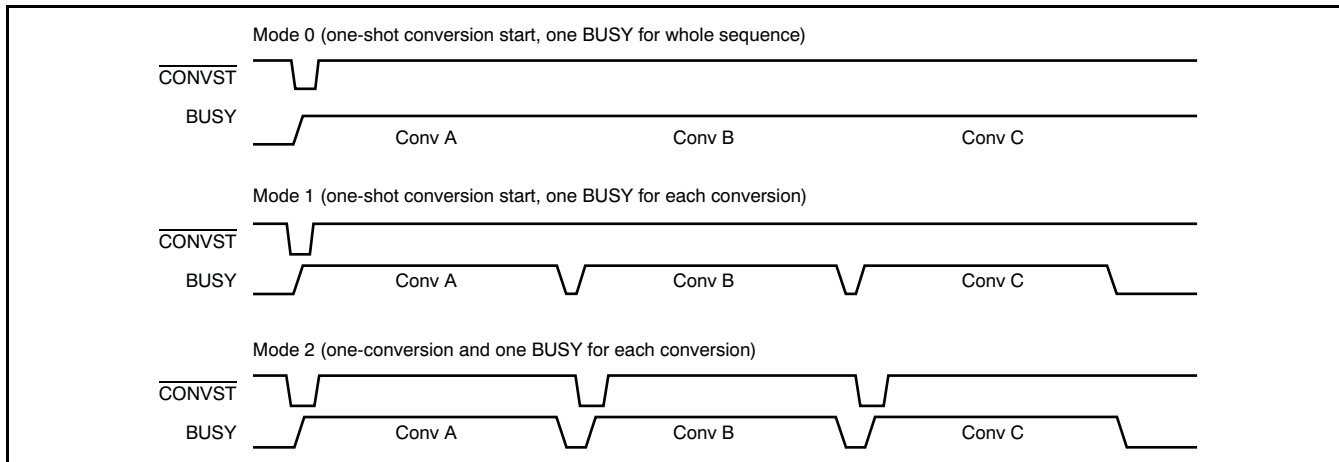 Mode 0 (one-shot conversion start, one BUSY for whole sequence)
CONVST
BUSY
Conv A Conv B Conv C
Mode 1 (one-shot conversion start, one BUSY for each conversion)
CONVST
BUSY Conv A Conv B Conv C
Mode 2 (one-conversion and one BUSY for each conversion)
CONVST
BUSY Conv A Conv B Conv C